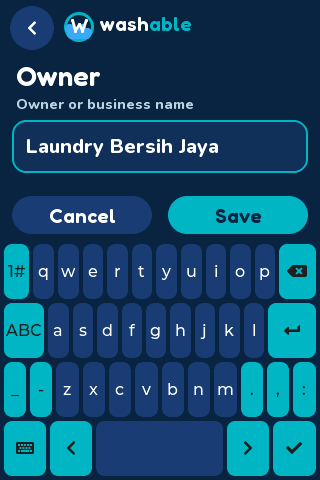 washable
Owner
Owner or business name
Laundry Bersih Jaya
Cancel Save
1# q w e r t y u i o p
ABC a s d f g h j k l
_ - z x c v b n m . , :